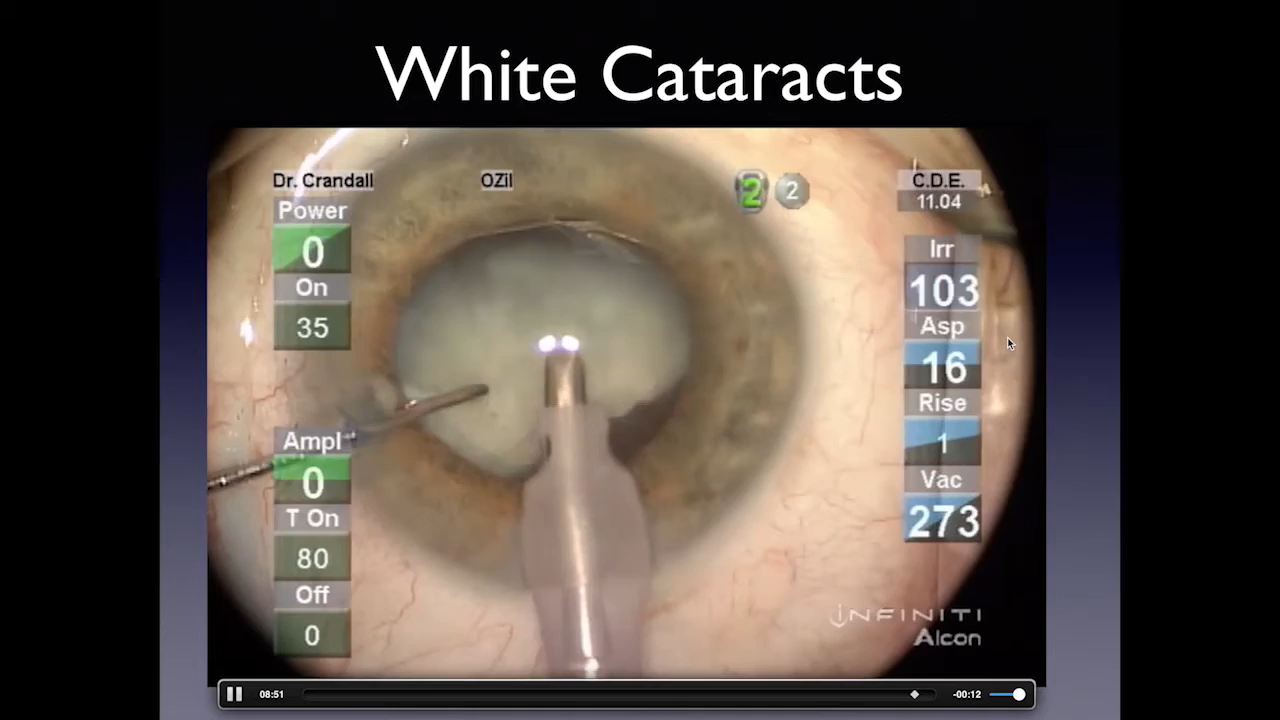 White Cataracts
Dr. Crandall
OZil
2
2
C.D.E.
11.04
Power
0
On
35
Ampl
0
T On
80
Off
0
Irr
103
Asp
16
Rise
1
Vac
273
INFINITI
Alcon
08:51
-00:12